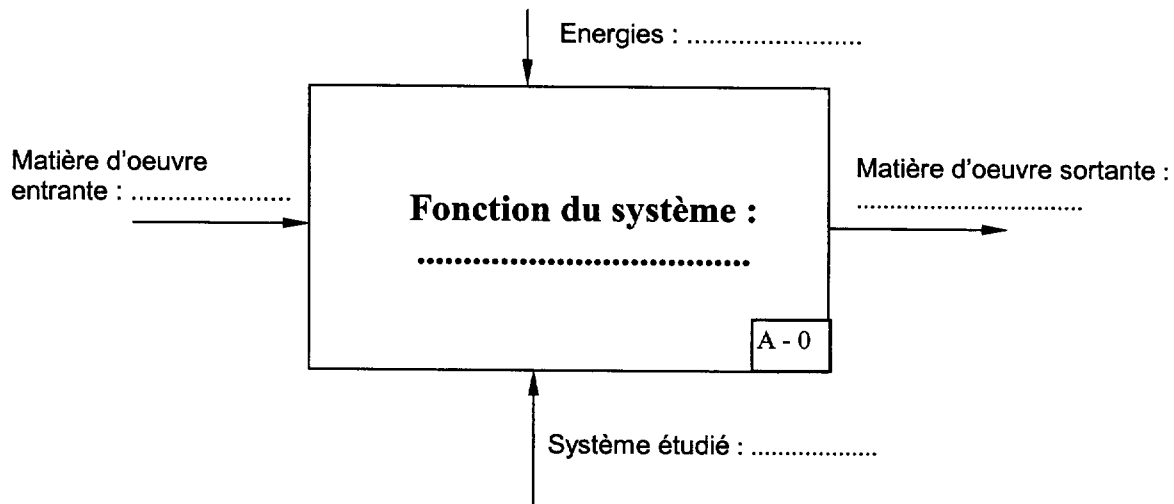 Energies : ........................
Matière d'oeuvre
entrante : ......................
Matière d'oeuvre sortante :
................................
Fonction du système :
...................................
A - 0
Système étudié : ..................